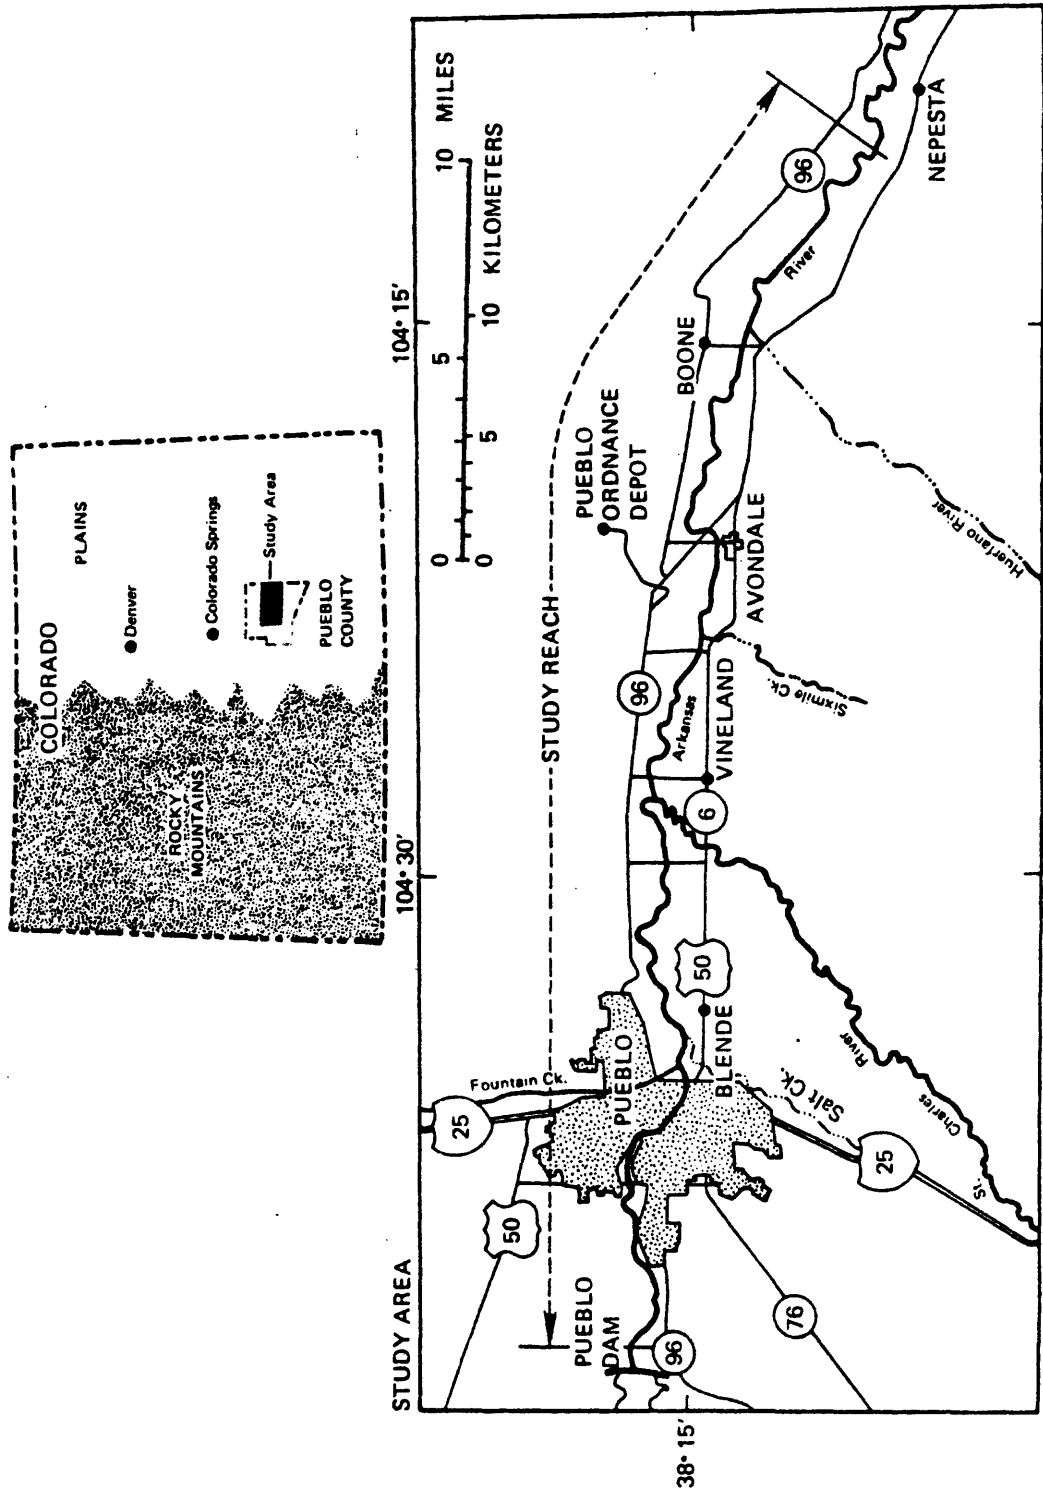 COLORADO
PLAINS
Denver
ROCKY
MOUNTAINS
Colorado Springs
Study Area
PUEBLO
COUNTY
STUDY AREA
104° 30'
104° 15'
0 5 10 MILES
0 5 10 KILOMETERS
38° 15'
STUDY REACH
25
50
Fountain Ck.
PUEBLO
DAM
96
PUEBLO
50
BLENDE
76
Salt Ck.
25
St.
Charles
River
96
Arkansas
6
VINELAND
Sixmile Ck.
PUEBLO
ORDNANCE
DEPOT
AVONDALE
BOONE
Huerfano River
River
96
NEPESTA